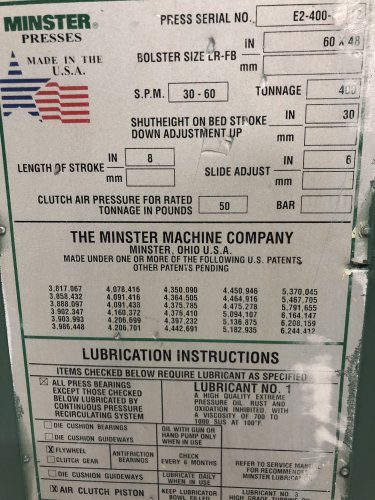 MINSTER®
PRESSES
MADE IN THE
U.S.A.
PRESS SERIAL NO. E2-400-
BOLSTER SIZE LR-FB IN 60 X 48
mm
S.P.M. 30 - 60 TONNAGE 400
SHUTHEIGHT ON BED STROKE IN 30
DOWN ADJUSTMENT UP mm
LENGTH OF STROKE IN 8
mm
SLIDE ADJUST IN 6
mm
CLUTCH AIR PRESSURE FOR RATED
TONNAGE IN POUNDS 50 BAR
THE MINSTER MACHINE COMPANY
MINSTER, OHIO U.S.A.
MADE UNDER ONE OR MORE OF THE FOLLOWING U.S. PATENTS
OTHER PATENTS PENDING
3,817,067 4,078,416 4,350,090 4,450,946 5,370,045
3,858,432 4,091,416 4,364,505 4,464,916 5,467,705
3,888,097 4,091,438 4,375,785 4,475,278 5,791,655
3,902,347 4,160,372 4,376,410 5,094,107 6,164,147
3,903,993 4,206,699 4,397,232 5,136,875 6,208,159
3,986,448 4,206,701 4,442,691 5,182,935 6,244,412
LUBRICATION INSTRUCTIONS
ITEMS CHECKED BELOW REQUIRE LUBRICANT AS SPECIFIED
X ALL PRESS BEARINGS
EXCEPT THOSE CHECKED
BELOW LUBRICATED BY
CONTINUOUS PRESSURE
RECIRCULATING SYSTEM
LUBRICANT NO. 1
A HIGH QUALITY EXTREME
PRESSURE OIL RUST AND
OXIDATION INHIBITED, WITH
A VISCOSITY OF 700 TO
1000 SUS AT 100°F.
DIE CUSHION BEARINGS
DIE CUSHION GUIDEWAYS
OIL WITH GUN OR
HAND PUMP ONLY
WHEN IN USE
X FLYWHEEL
CLUTCH GEAR
ANTIFRICTION
BEARINGS
CHECK
EVERY 6 MONTHS
REFER TO SERVICE MANUAL
FOR RECOMMENDED
MINSTER LUBRICAN
DIE CUSHION GUIDEWAYS
LUBRICATE DAILY
WHEN IN USE
X AIR CLUTCH PISTON
KEEP LUBRICATOR
BOWL FILLED
LUBRICANT NO. 3